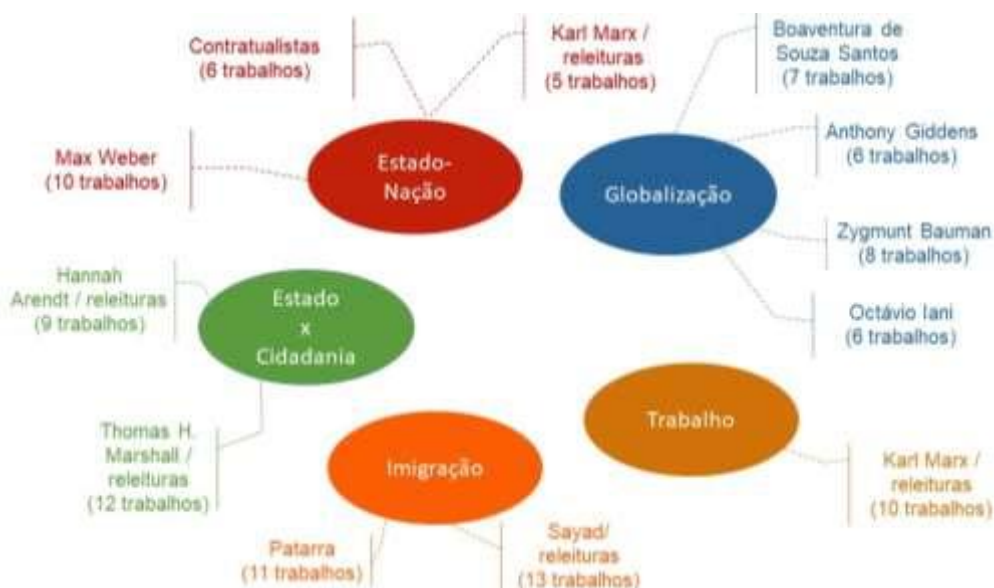 Contratualistas
(6 trabalhos)
Karl Marx /
releituras
(5 trabalhos)
Max Weber
(10 trabalhos)
Estado-
Nação
Boaventura de
Souza Santos
(7 trabalhos)
Anthony Giddens
(6 trabalhos)
Globalização
Zygmunt Bauman
(8 trabalhos)
Octávio Iani
(6 trabalhos)
Hannah
Arendt / releituras
(9 trabalhos)
Estado
x
Cidadania
Thomas H.
Marshall /
releituras
(12 trabalhos)
Imigração
Patarra
(11 trabalhos)
Sayad/
releituras
(13 trabalhos)
Trabalho
Karl Marx /
releituras
(10 trabalhos)